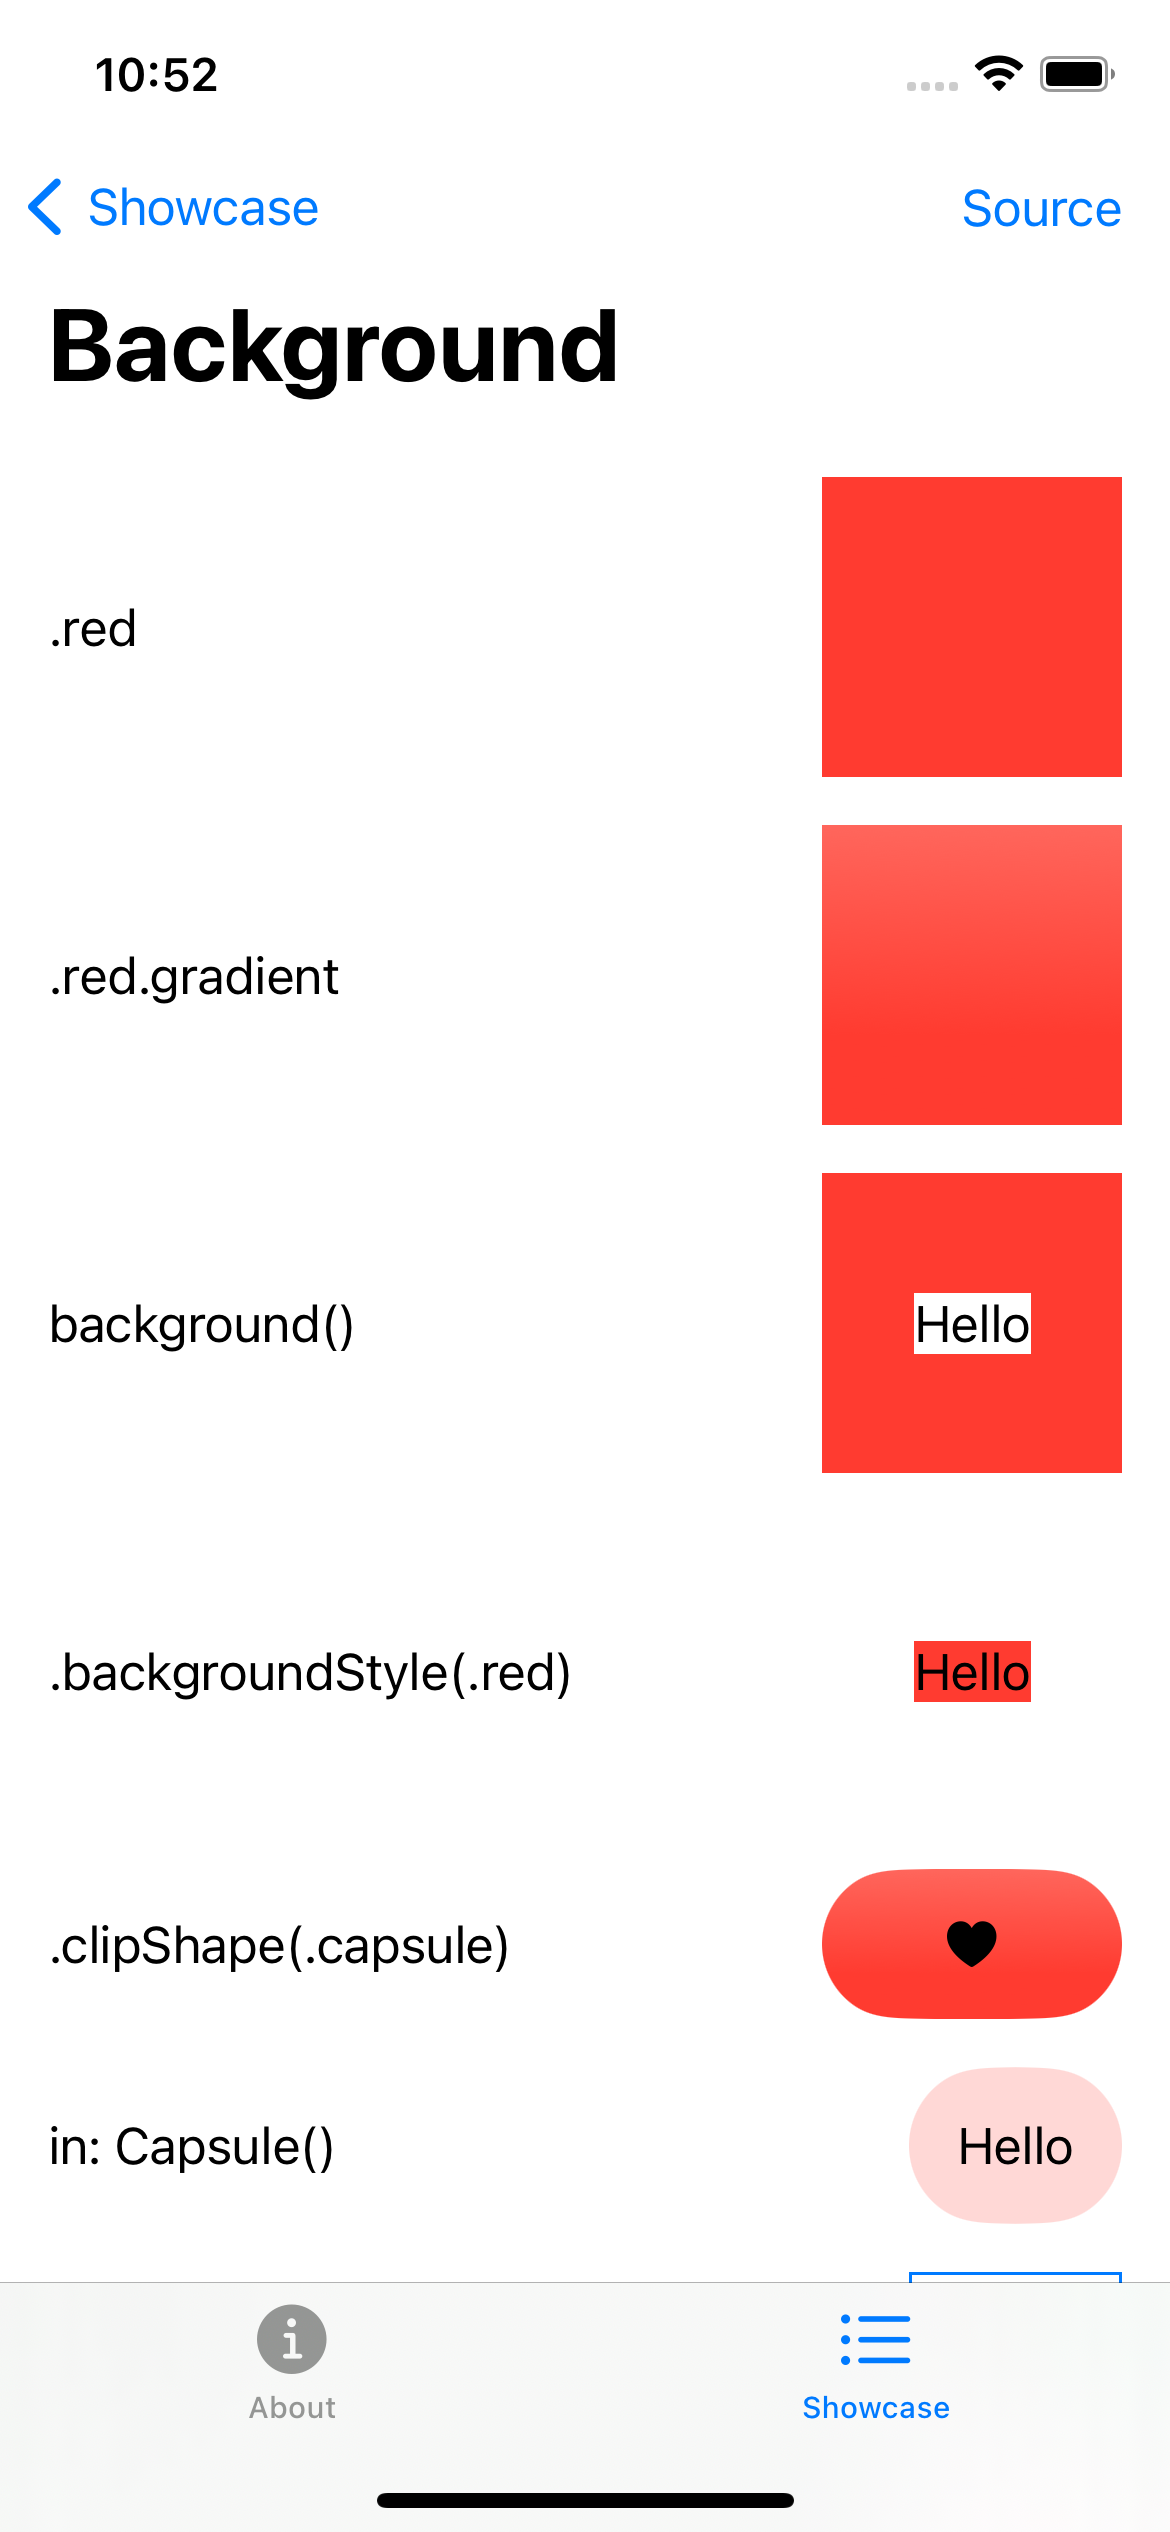 10:52
Showcase
Source
Background
.red
.red.gradient
background()
Hello
.backgroundStyle(.red)
Hello
.clipShape(.capsule)
in: Capsule()
Hello
About
Showcase